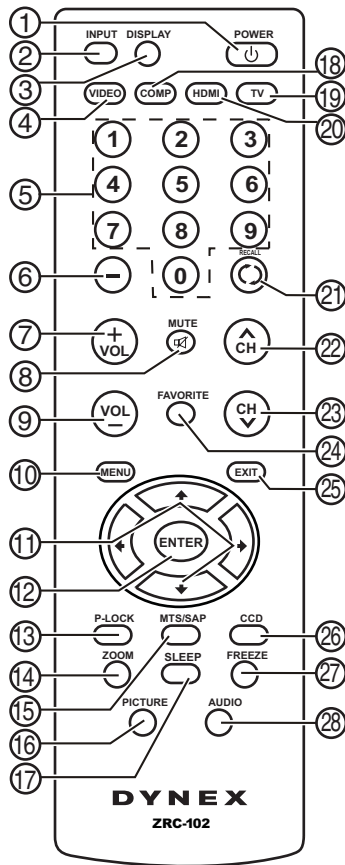 1 INPUT DISPLAY POWER
2
3 18
4 VIDEO COMP HDMI TV 19
20
1 2 3
5 4 5 6
7 8 9
RECALL
6 − 0 21
7 + VOL MUTE CH 22
8
9 VOL − FAVORITE CH 23
24
10 MENU EXIT 25
11
12 ENTER
13 P-LOCK MTS/SAP CCD 26
14 ZOOM SLEEP FREEZE 27
15
16 PICTURE AUDIO 28
17
DYNEX
ZRC-102